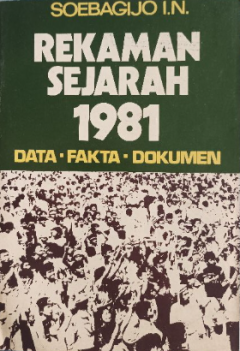 SOEBAGIJO I.N.
REKAMAN
SEJARAH
1981
DATA • FAKTA • DOKUMEN